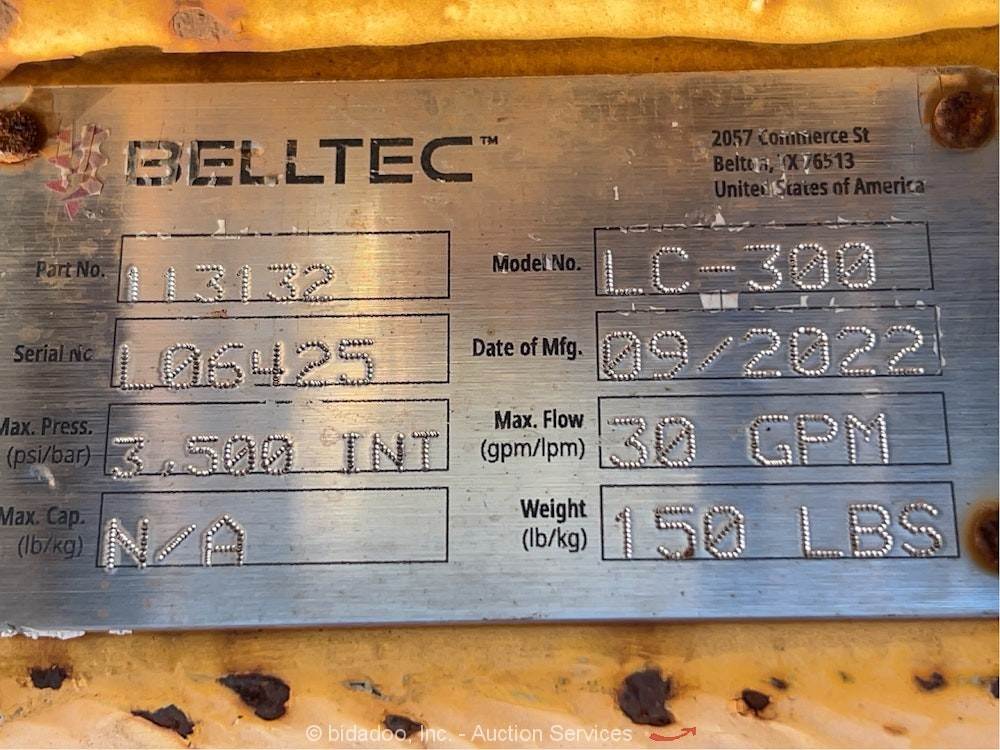 BELLTEC™
2057 Commerce St
Belton, TX 76513
United States of America
Part No. 113132
Model No. LC-300
Serial No L06425
Date of Mfg. 09/2022
Max. Press. (psi/bar) 3,500 INT
Max. Flow (gpm/lpm) 30 GPM
Max. Cap. (lb/kg) N/A
Weight (lb/kg) 150 LBS
© bidadoo, Inc. - Auction Services